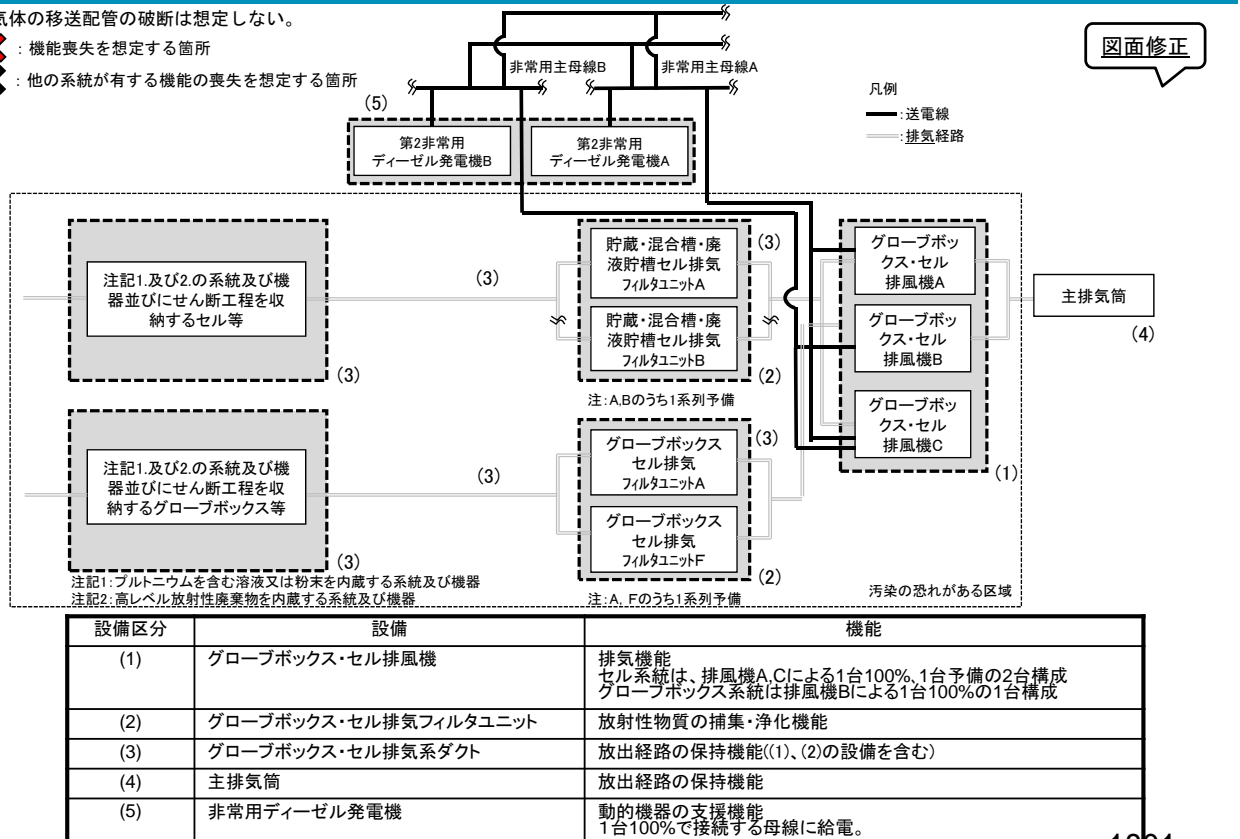 気体の移送配管の破断は想定しない。
：機能喪失を想定する箇所
：他の系統が有する機能の喪失を想定する箇所
図面修正
凡例
：送電線
：排気経路
非常用主母線B
非常用主母線A
(5)
第2非常用
ディーゼル発電機B
第2非常用
ディーゼル発電機A
注記1.及び2.の系統及び機
器並びにせん断工程を収
納するセル等
(3)
(3)
貯蔵・混合槽・廃
液貯槽セル排気
フィルタユニットA
(3)
貯蔵・混合槽・廃
液貯槽セル排気
フィルタユニットB
(2)
注：A,Bのうち1系列予備
グローブボッ
クス・セル
排風機A
グローブボッ
クス・セル
排風機B
グローブボッ
クス・セル
排風機C
(1)
主排気筒
(4)
注記1.及び2.の系統及び機
器並びにせん断工程を収
納するグローブボックス等
(3)
(3)
グローブボックス
セル排気
フィルタユニットA
(3)
グローブボックス
セル排気
フィルタユニットF
(2)
注：A, Fのうち1系列予備
注記1：プルトニウムを含む溶液又は粉末を内蔵する系統及び機器
注記2：高レベル放射性廃棄物を内蔵する系統及び機器
汚染の恐れがある区域
設備区分 設備 機能
(1) グローブボックス・セル排風機 排気機能
セル系統は、排風機A,Cによる1台100%、1台予備の2台構成
グローブボックス系統は排風機Bによる1台100%の1台構成
(2) グローブボックス・セル排気フィルタユニット 放射性物質の捕集・浄化機能
(3) グローブボックス・セル排気系ダクト 放出経路の保持機能((1)、(2)の設備を含む)
(4) 主排気筒 放出経路の保持機能
(5) 非常用ディーゼル発電機 動的機器の支援機能
1台100%で接続する母線に給電。